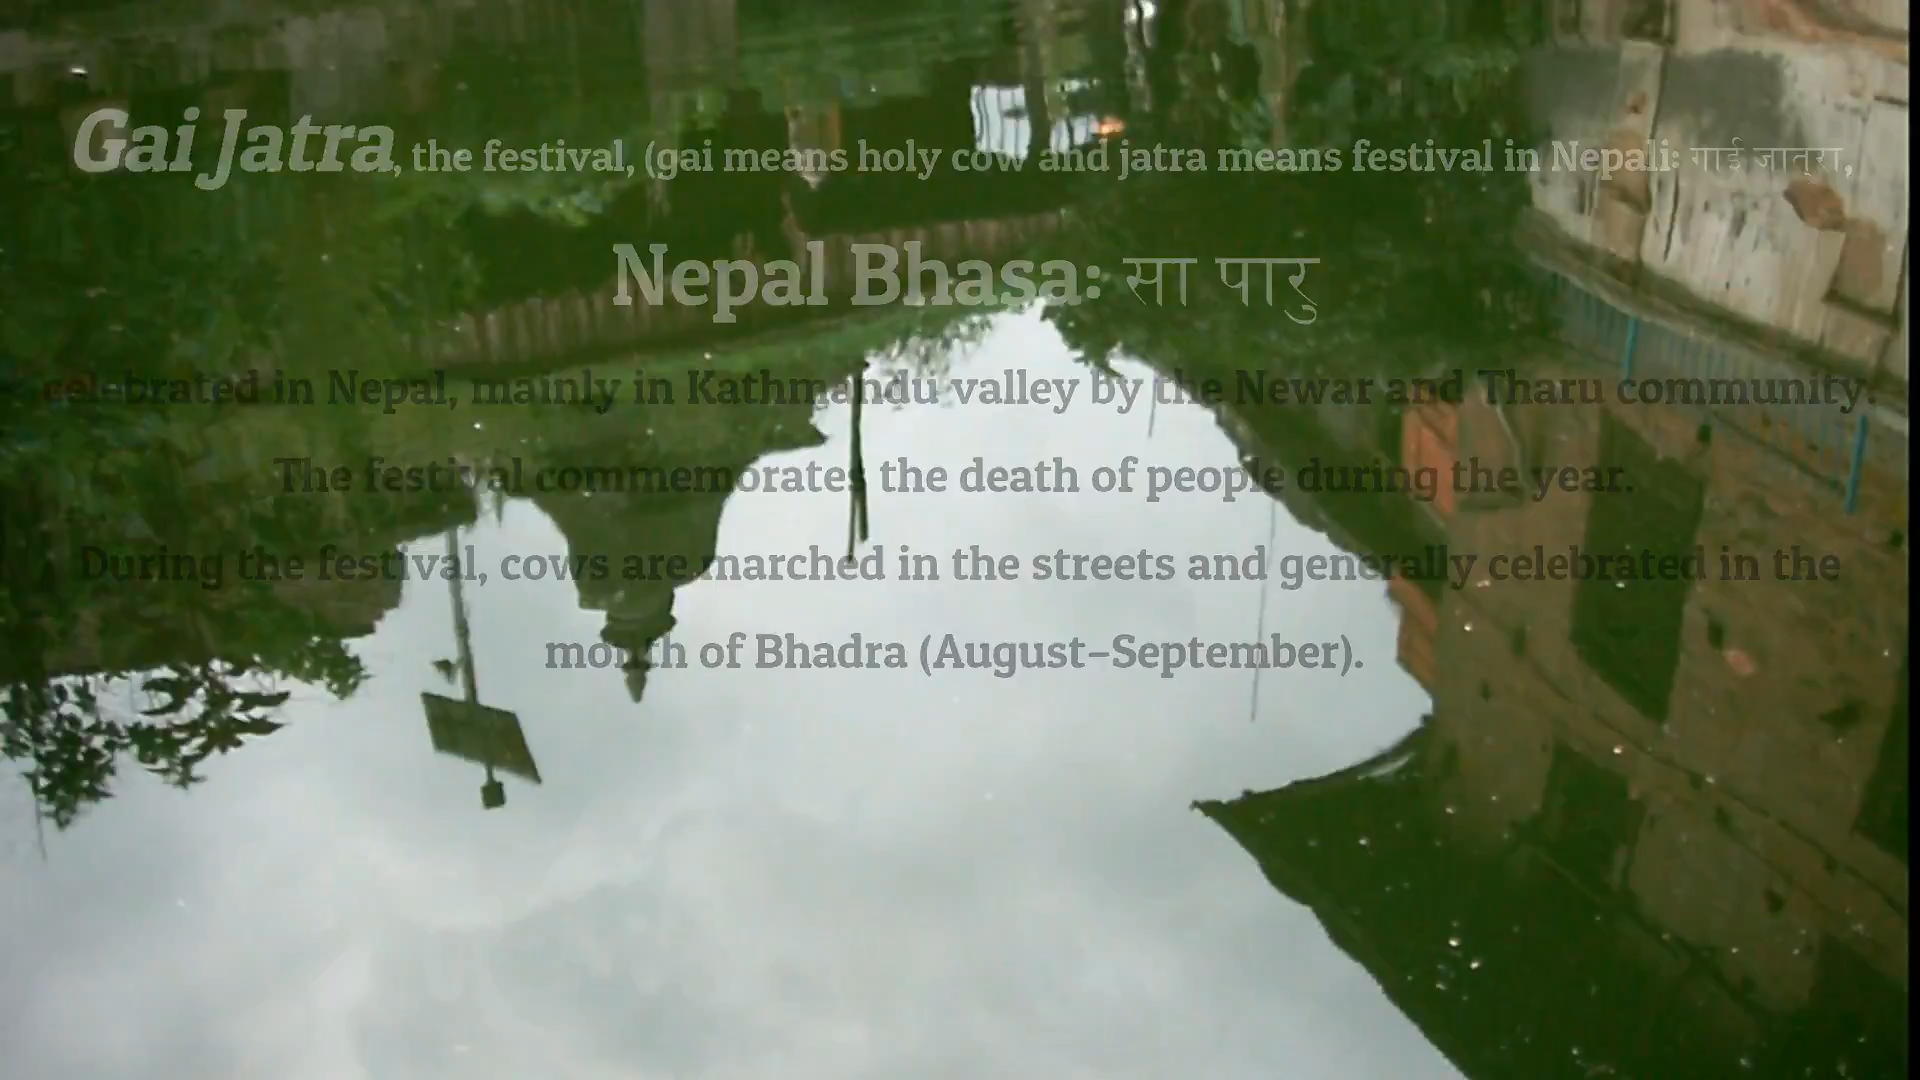 Gai Jatra, the festival, (gai means holy cow and jatra means festival in Nepali: गाई जात्रा,
Nepal Bhasa: सा पारु
celebrated in Nepal, mainly in Kathmandu valley by the Newar and Tharu community.
The festival commemorates the death of people during the year.
During the festival, cows are marched in the streets and generally celebrated in the
month of Bhadra (August–September).